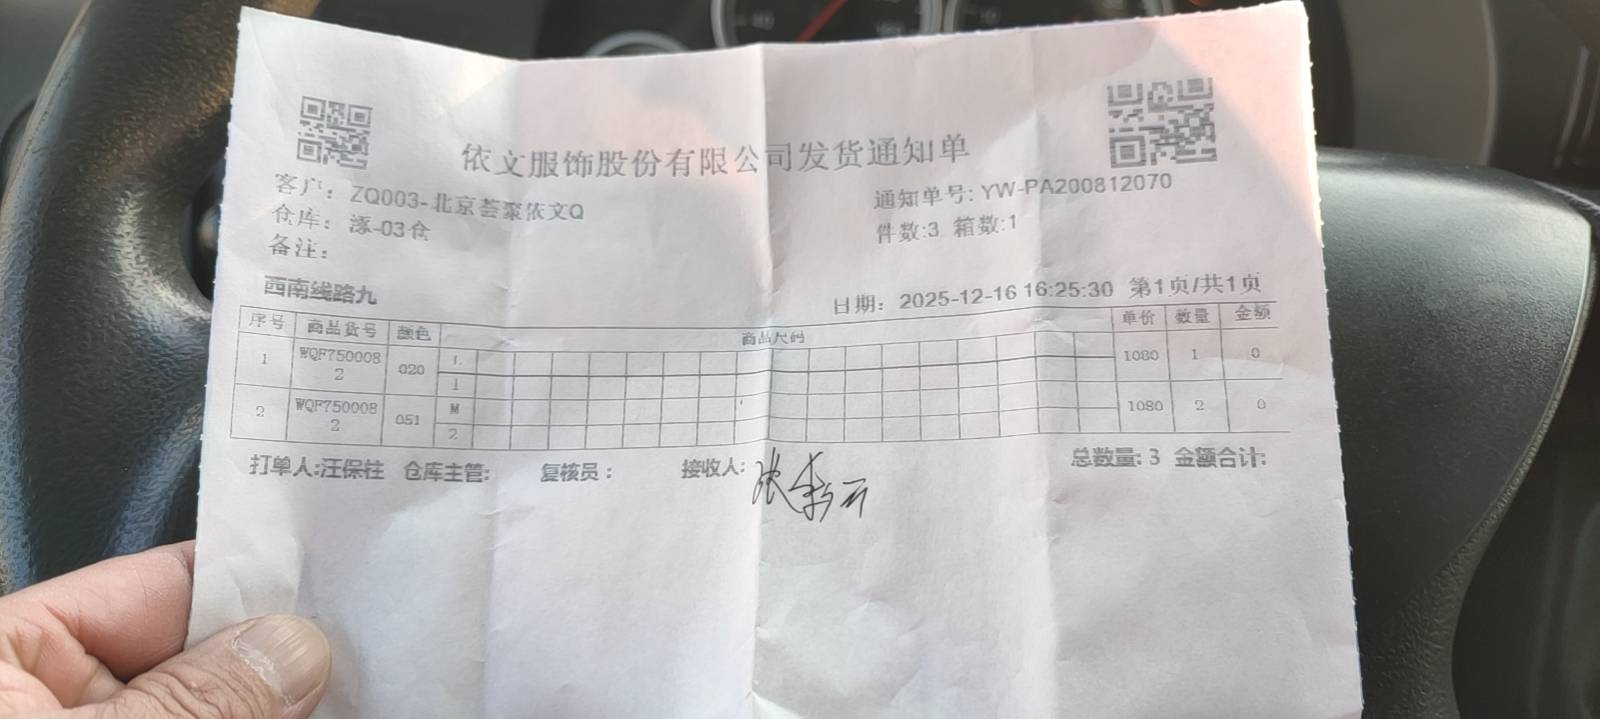 依文服饰股份有限公司发货通知单
客户：ZQ003-北京荟聚依文Q
通知单号: YW-PA200812070
仓库：涿-03仓
件数:3 箱数:1
备注：
西南线路九
日期：2025-12-16 16:25:30 第1页/共1页
序号 商品货号 颜色 商品尺码 单价 数量 金额
1 WQF7500082 020 L 1 1080 1 0
2 WQF7500082 051 M 2 1080 2 0
打单人:汪保柱 仓库主管: 复核员： 接收人: 张
总数量: 3 金额合计: